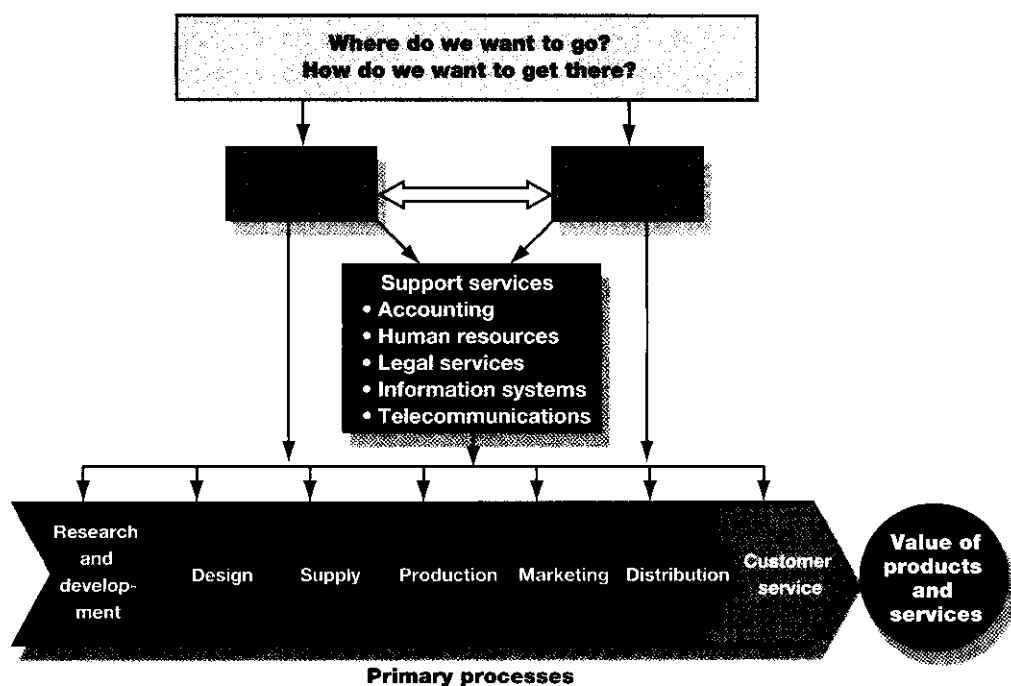 Where do we want to go?
How do we want to get there?
Support services
• Accounting
• Human resources
• Legal services
• Information systems
• Telecommunications
Research
and
develop-
ment
Design
Supply
Production
Marketing
Distribution
Customer
service
Value of
products
and
services
Primary processes